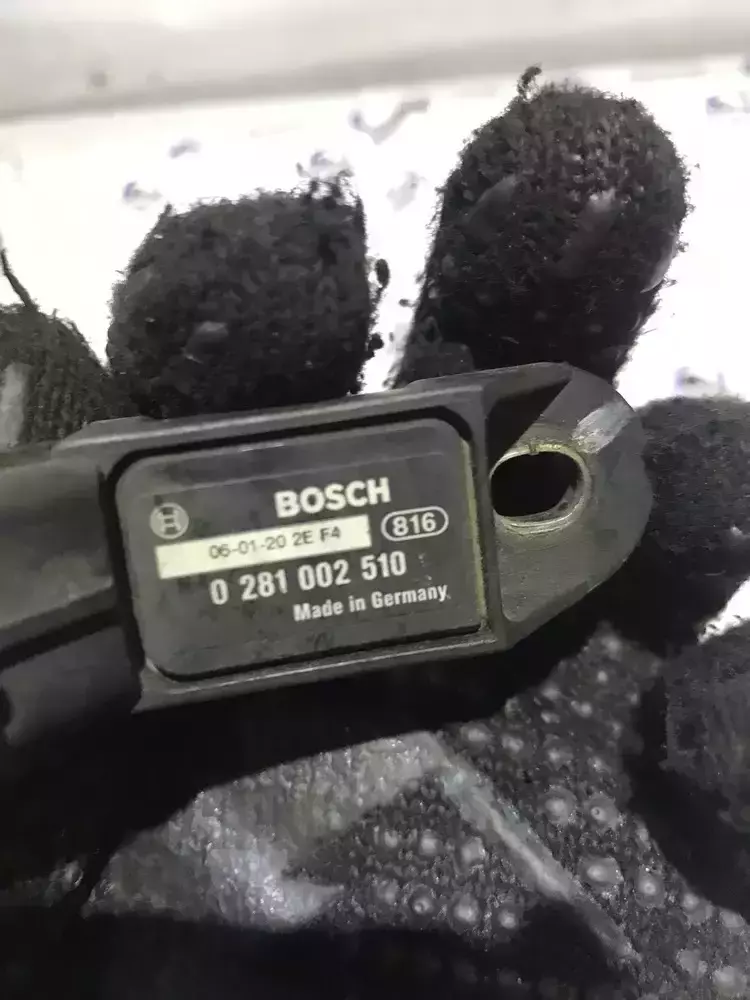 BOSCH
06-01-20 2E F4
816
0 281 002 510
Made in Germany